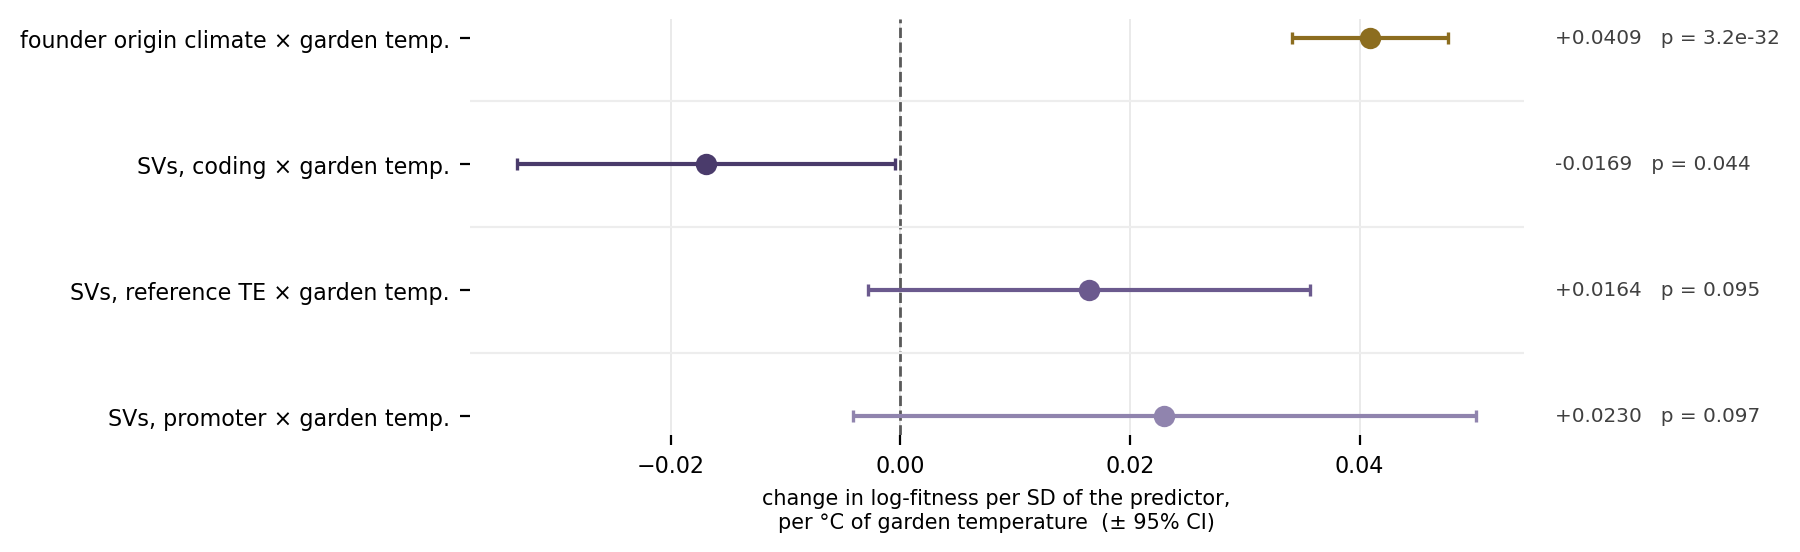 founder origin climate × garden temp.
+0.0409 p = 3.2e-32
SVs, coding × garden temp.
-0.0169 p = 0.044
SVs, reference TE × garden temp.
+0.0164 p = 0.095
SVs, promoter × garden temp.
+0.0230 p = 0.097
−0.02 0.00 0.02 0.04
change in log-fitness per SD of the predictor,
per °C of garden temperature (± 95% CI)